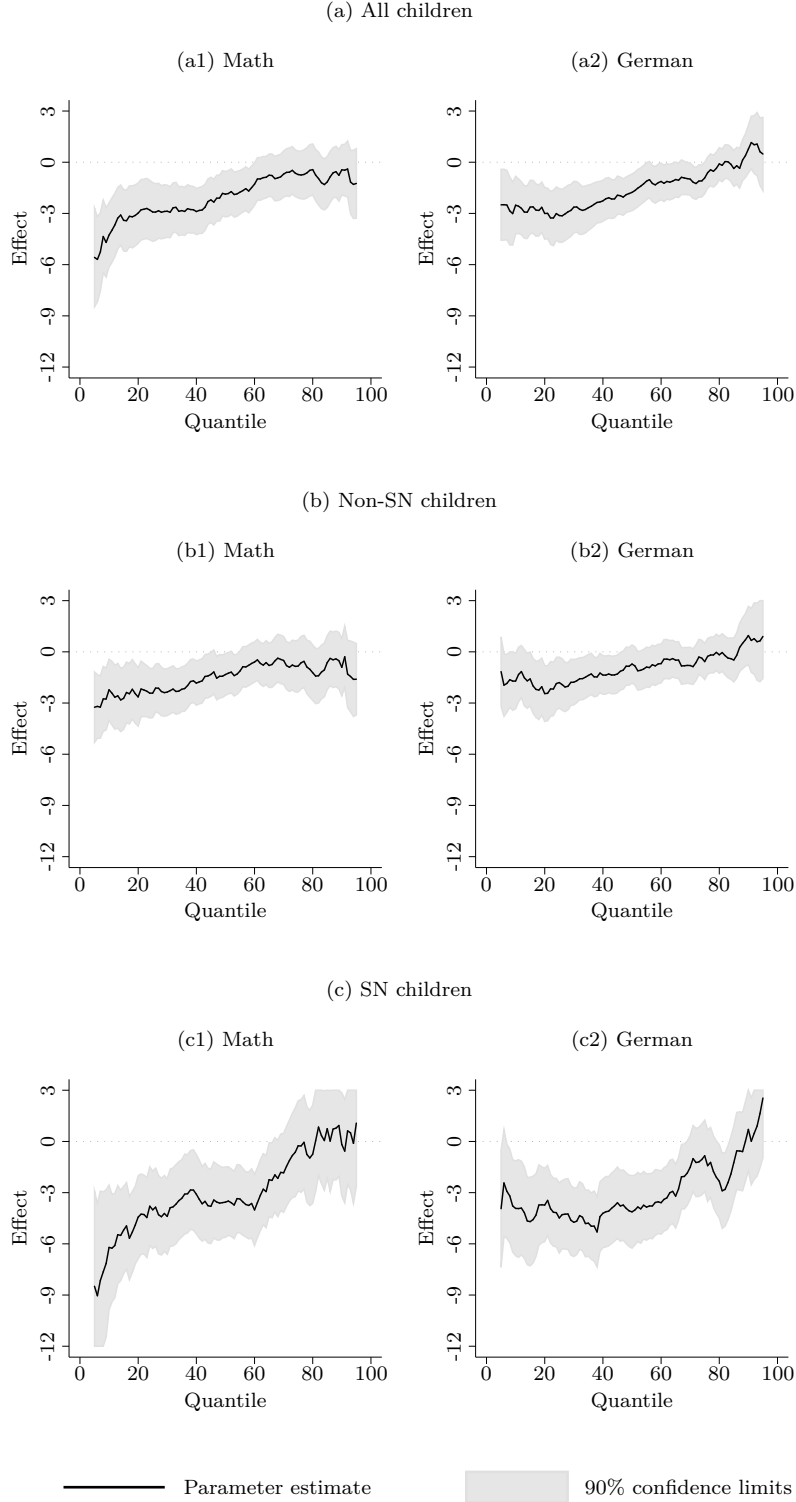 (a) All children
(a1) Math
(a2) German
Effect
3
0
-3
-6
-9
-12
0 20 40 60 80 100
Quantile
Effect
3
0
-3
-6
-9
-12
0 20 40 60 80 100
Quantile
(b) Non-SN children
(b1) Math
(b2) German
Effect
3
0
-3
-6
-9
-12
0 20 40 60 80 100
Quantile
Effect
3
0
-3
-6
-9
-12
0 20 40 60 80 100
Quantile
(c) SN children
(c1) Math
(c2) German
Effect
3
0
-3
-6
-9
-12
0 20 40 60 80 100
Quantile
Effect
3
0
-3
-6
-9
-12
0 20 40 60 80 100
Quantile
Parameter estimate
90% confidence limits